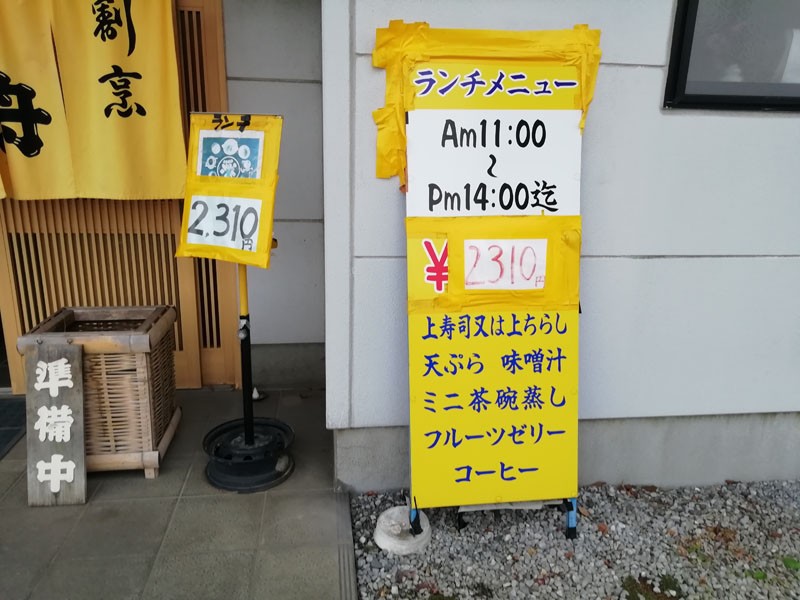 割
烹
ランチ
2,310円
準備中
ランチメニュー
Am11:00
～
Pm14:00迄
¥2310円
上寿司又は上ちらし
天ぷら 味噌汁
ミニ茶碗蒸し
フルーツゼリー
コーヒー